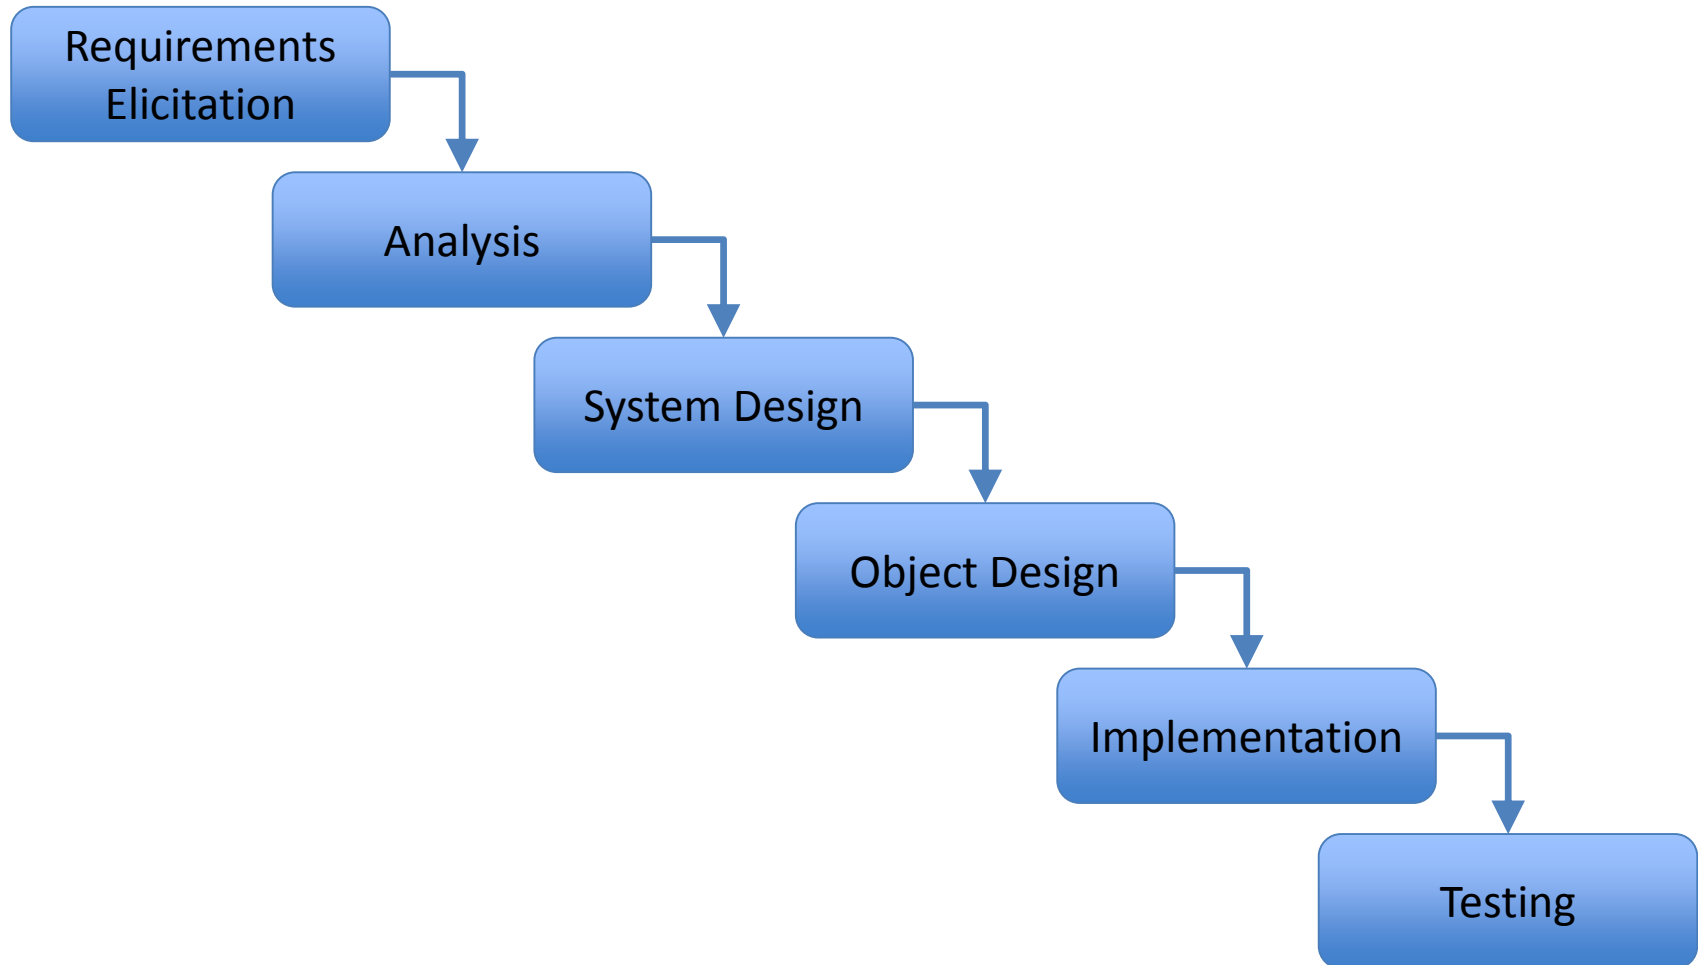 Requirements
Elicitation
Analysis
System Design
Object Design
Implementation
Testing